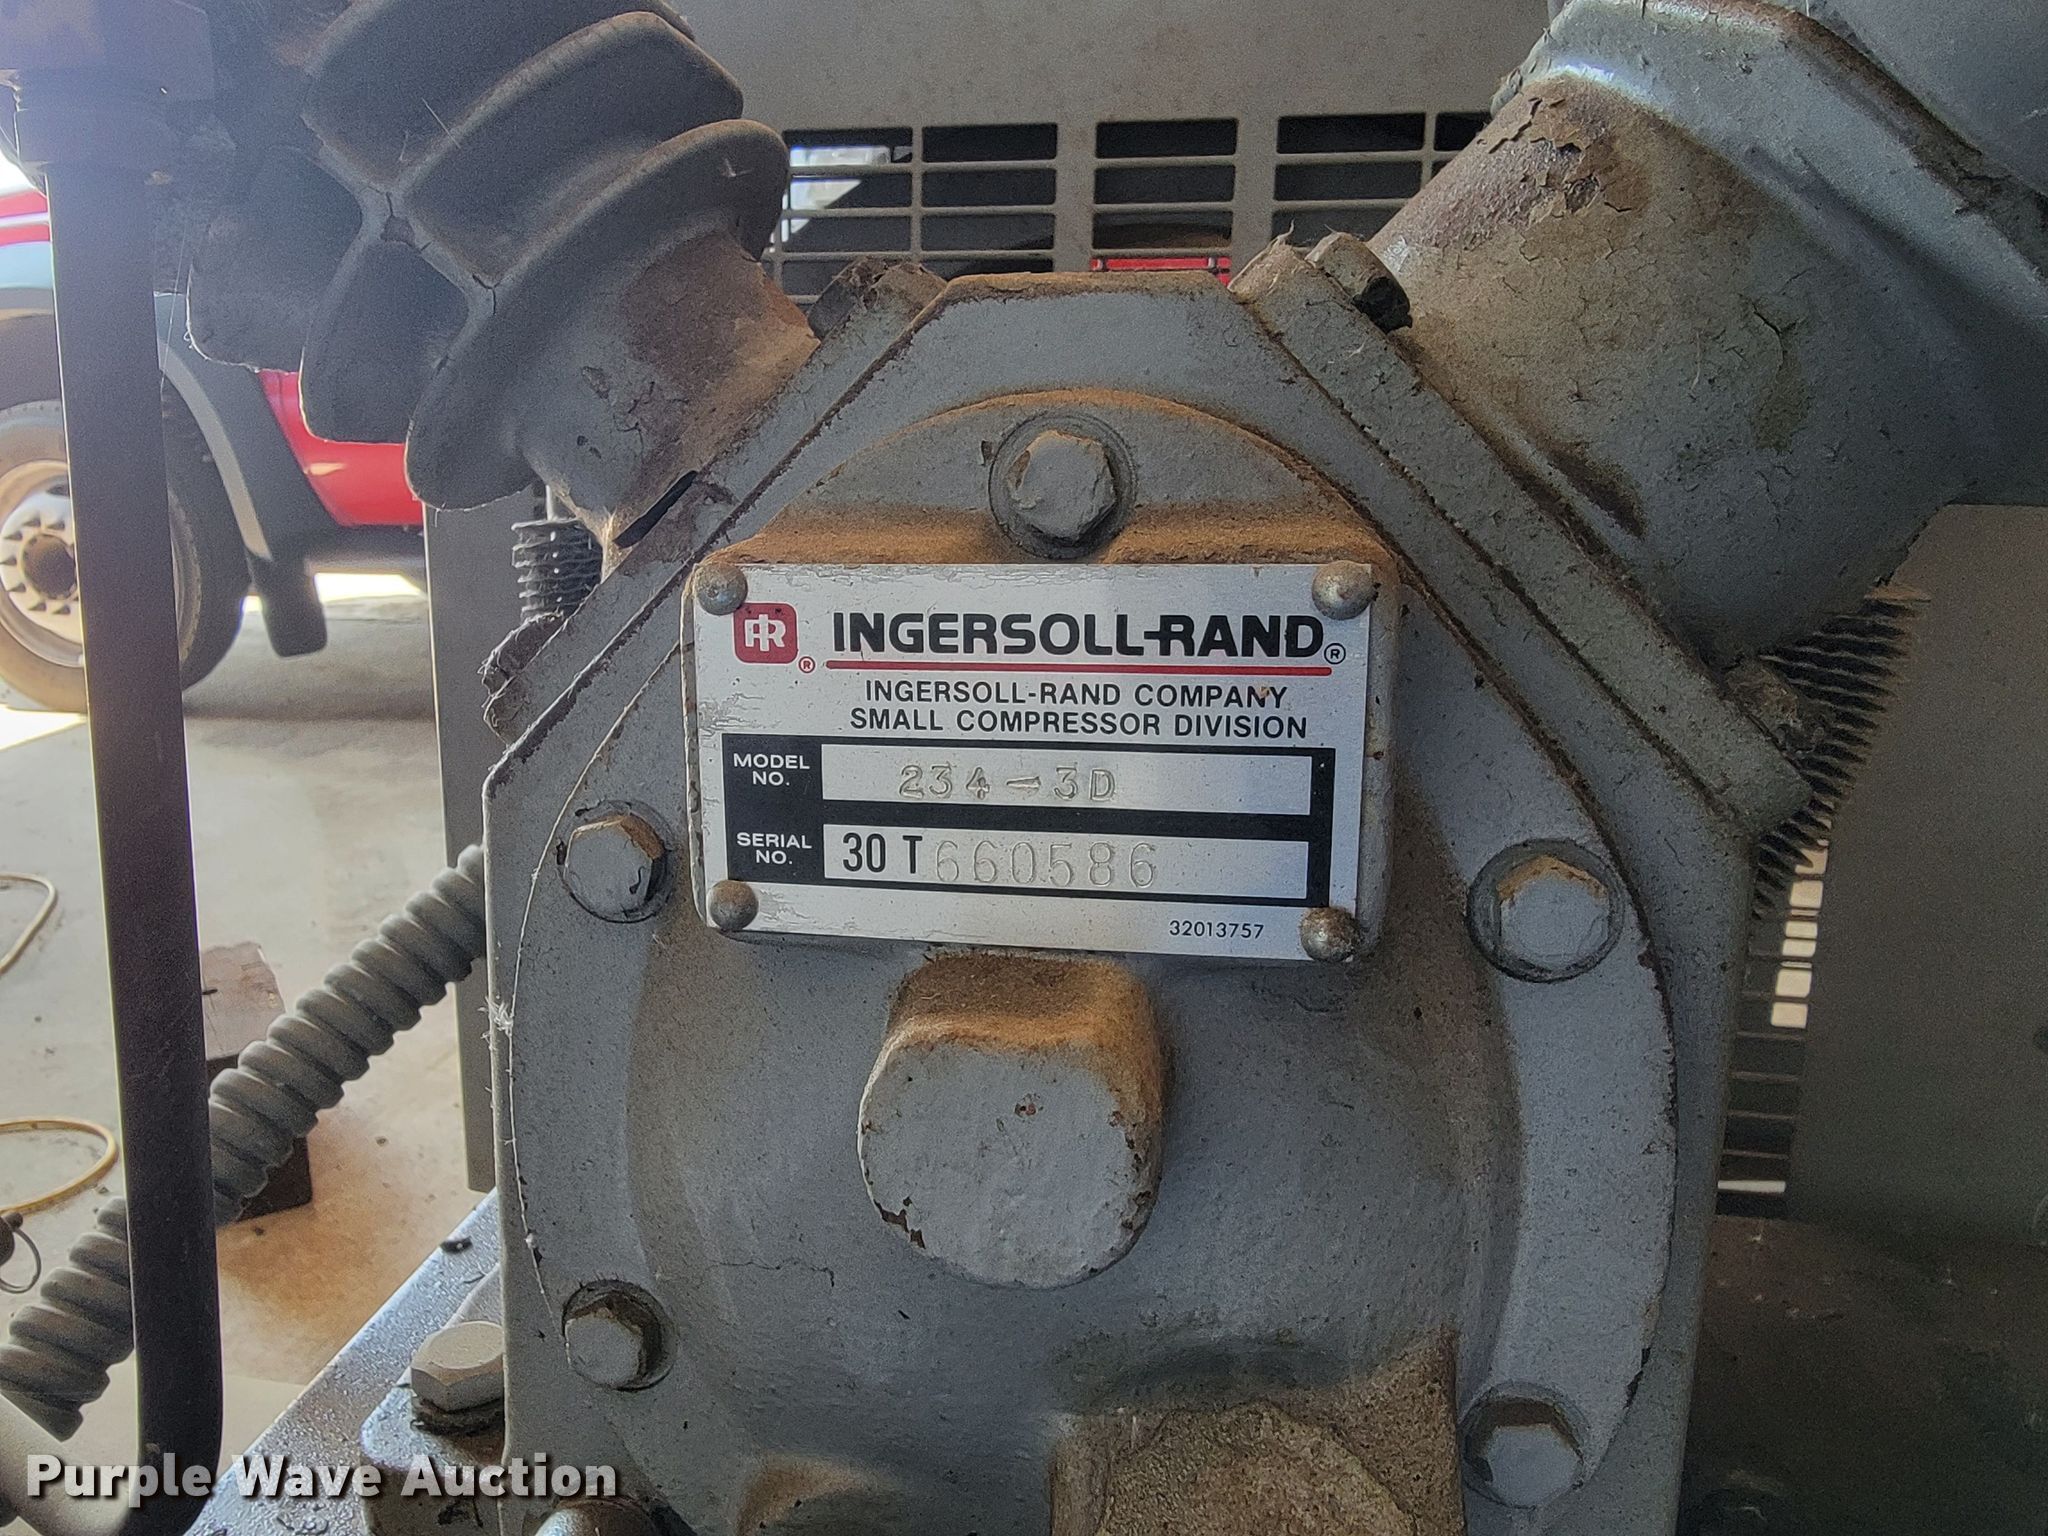 IR ® INGERSOLL-RAND ®
INGERSOLL-RAND COMPANY
SMALL COMPRESSOR DIVISION
MODEL NO. 234-3D
SERIAL NO. 30 T 660586
32013757
Purple Wave Auction